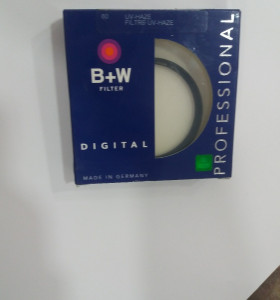 UV-HAZE
FILTRE UV-HAZE
B+W
FILTER
DIGITAL
MADE IN GERMANY
PROFESSIONAL